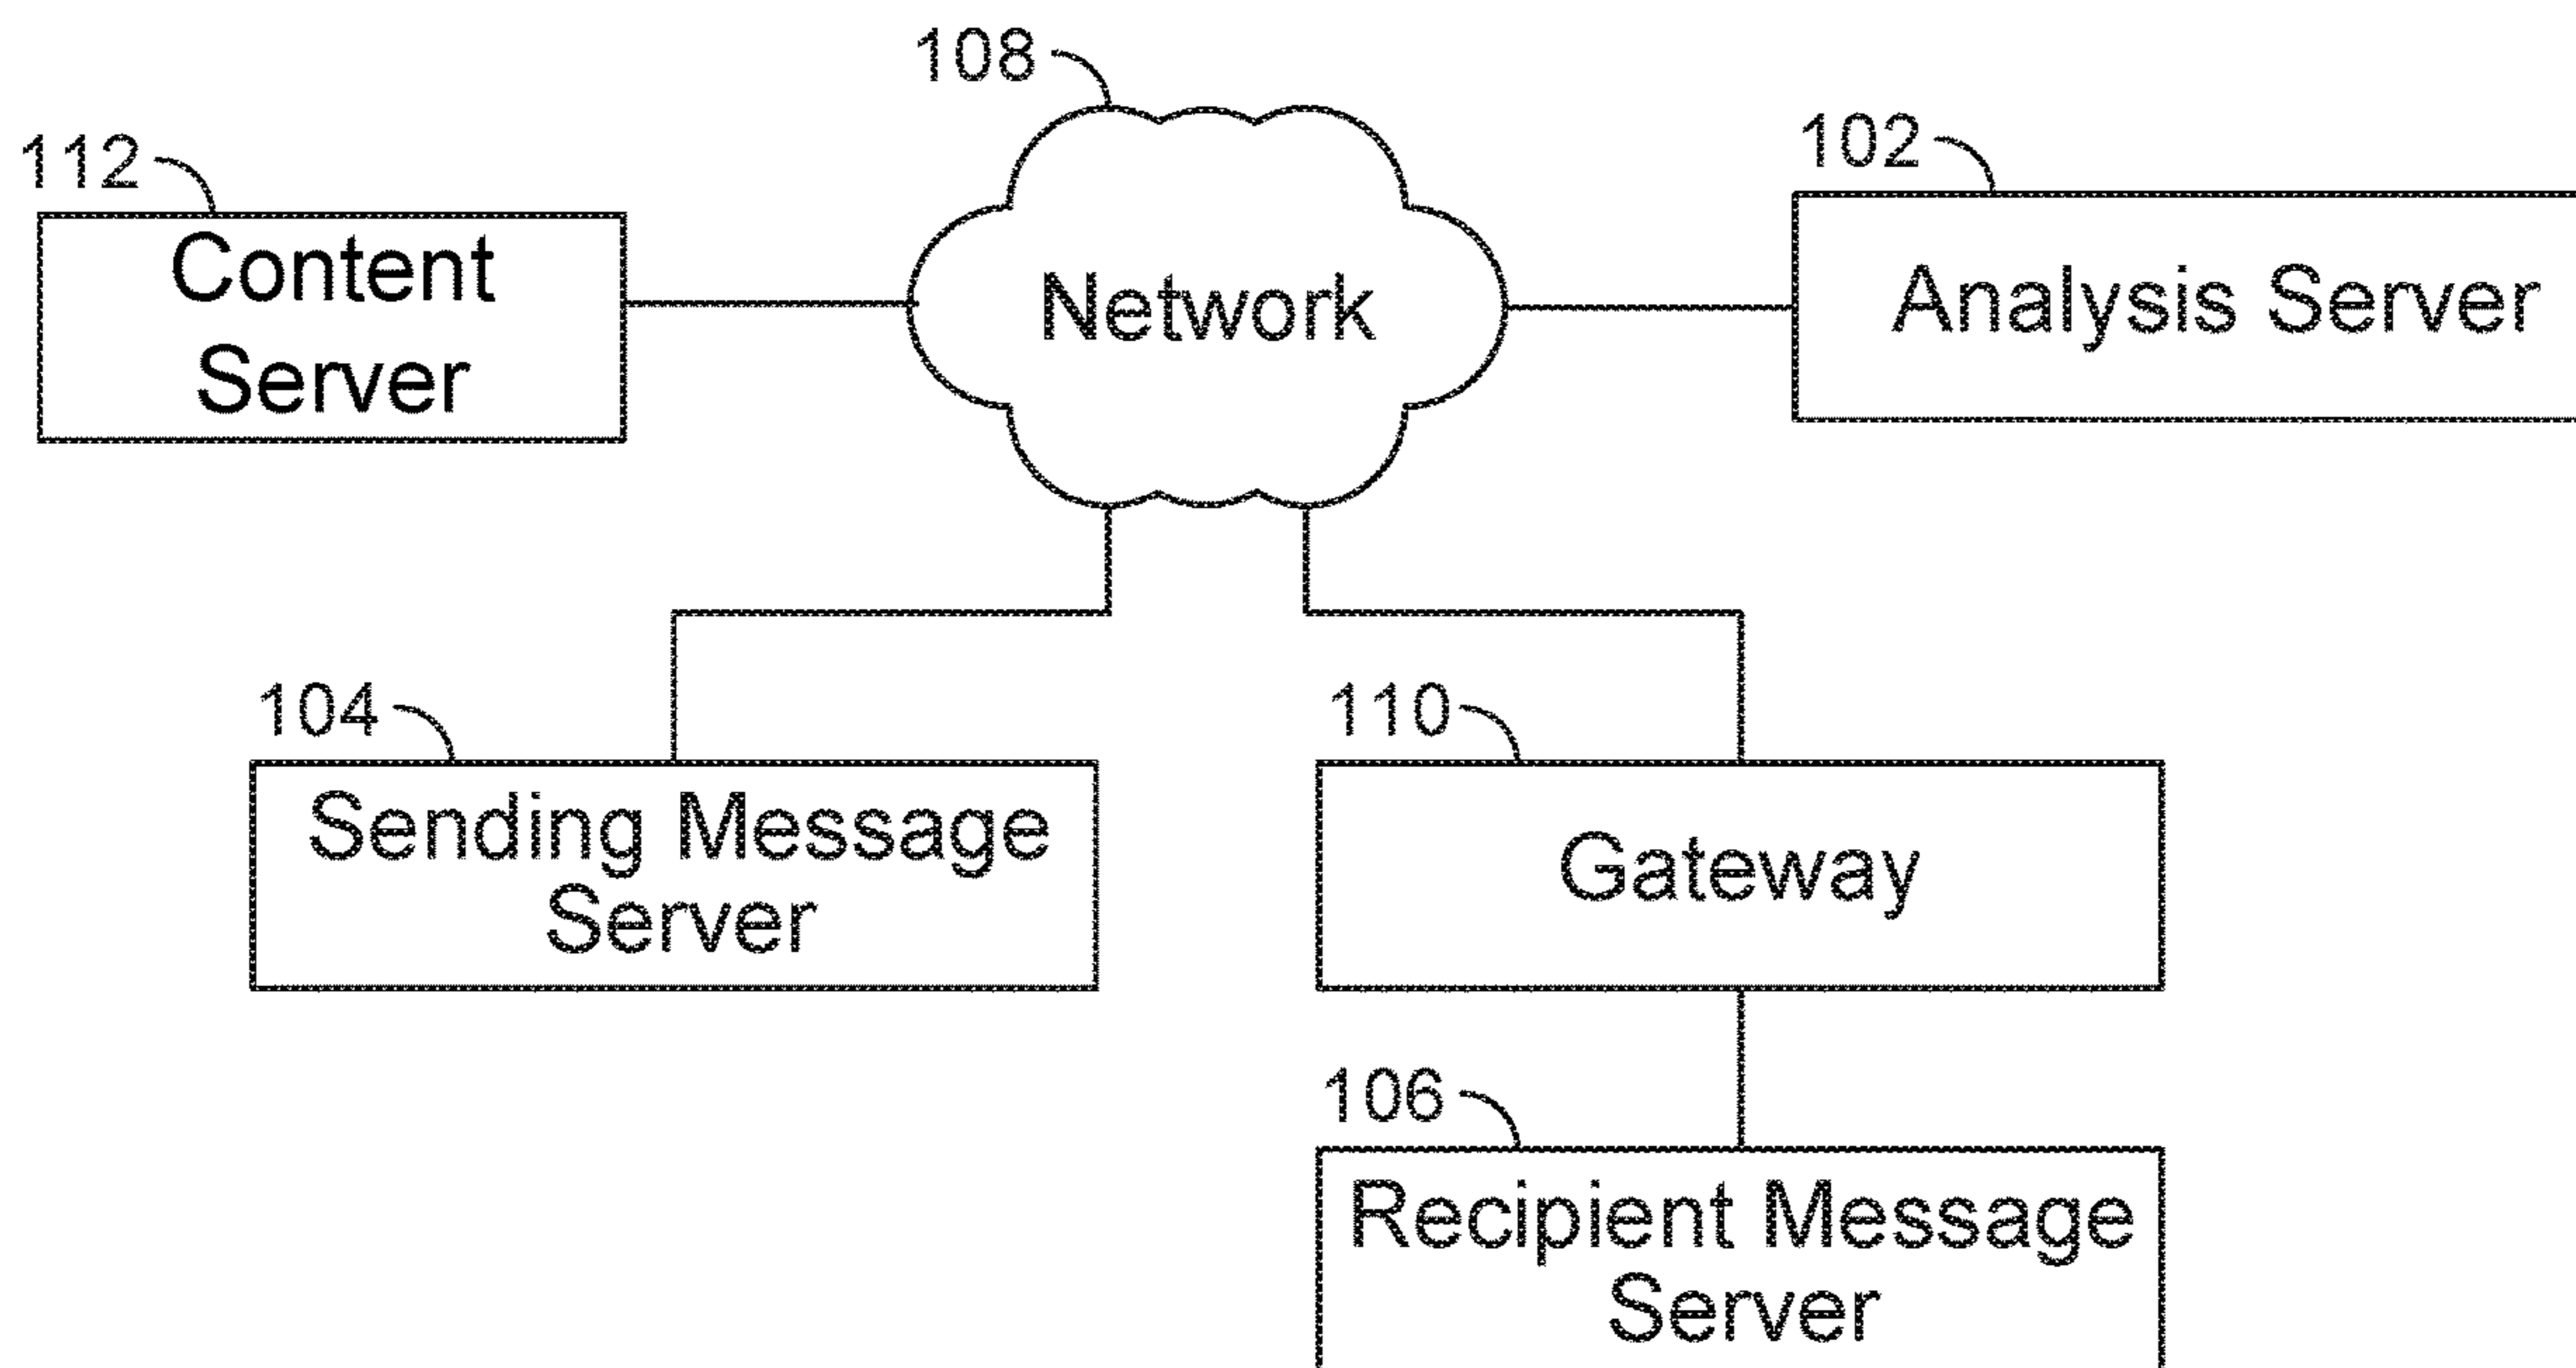 108
112
102
Content
Server
Network
Analysis Server
104
110
Sending Message
Server
Gateway
106
Recipient Message
Server